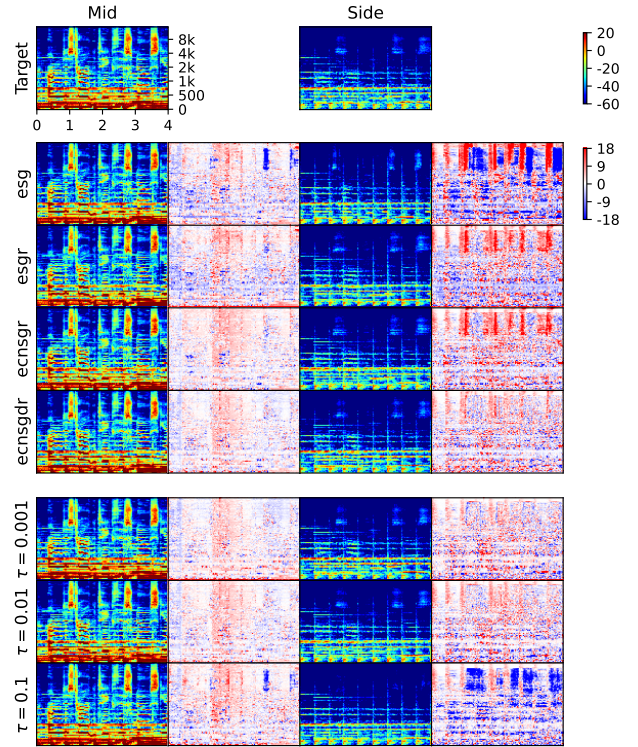 Mid Side
Target
8k
4k
2k
1k
500
0
0 1 2 3 4
20
0
-20
-40
-60
esg
18
9
0
-9
-18
esgr
ecnsgr
ecnsgdr
τ = 0.001
τ = 0.01
τ = 0.1